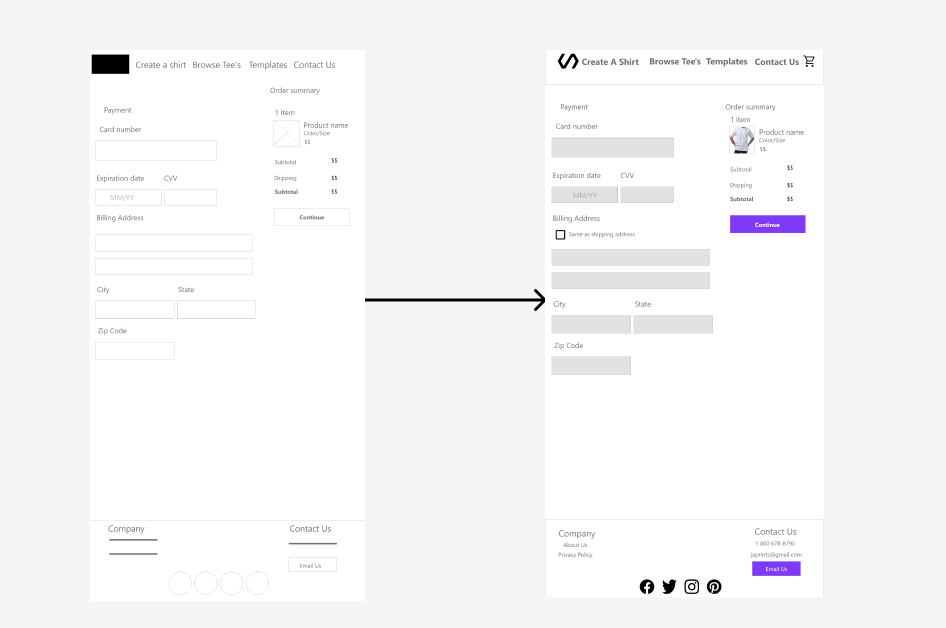 Create a shirt Browse Tee's Templates Contact Us
Order summary
Payment
1 item
Card number
Product name
Color/Size
$$
Subtotal $$
Expiration date CVV
Shipping $$
MM/YY
Subtotal $$
Billing Address
Continue
City State
Zip Code
Company
Contact Us
Email Us
Create A Shirt Browse Tee's Templates Contact Us
Payment
Order summary
1 item
Card number
Product name
Color/Size
$$
Subtotal $$
Expiration date CVV
Shipping $$
MM/YY
Subtotal $$
Billing Address
Continue
Same as shipping address
City State
Zip Code
Company
About Us
Privacy Policy
Contact Us
1 800 678-8790
japrints@gmail.com
Email Us